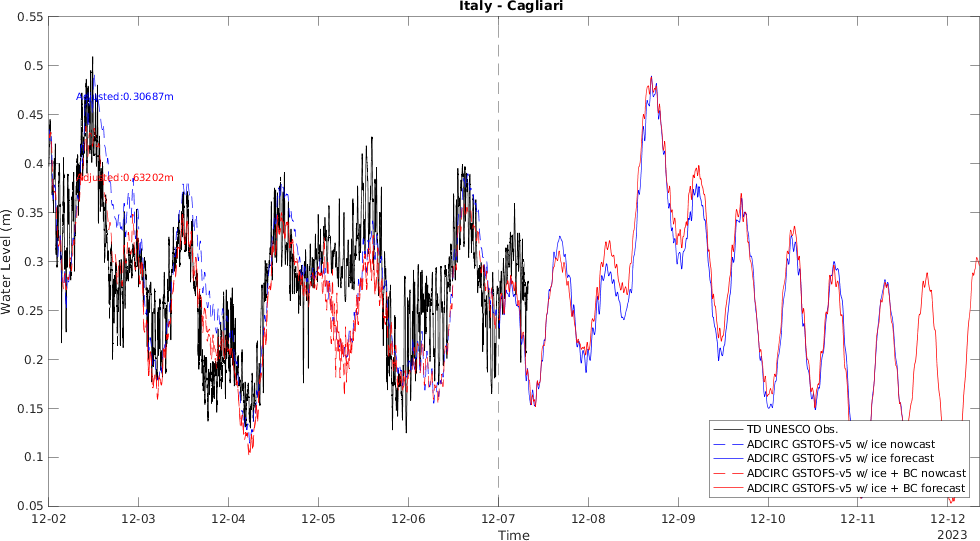 Italy - Cagliari
0.55
0.5
0.45
0.4
0.35
0.3
0.25
0.2
0.15
0.1
0.05
Water Level (m)
Adjusted:0.30687m
Adjusted:0.63202m
TD UNESCO Obs.
ADCIRC GSTOFS-v5 w/ ice nowcast
ADCIRC GSTOFS-v5 w/ ice forecast
ADCIRC GSTOFS-v5 w/ ice + BC nowcast
ADCIRC GSTOFS-v5 w/ ice + BC forecast
12-02 12-03 12-04 12-05 12-06 12-07 12-08 12-09 12-10 12-11 12-12
Time
2023